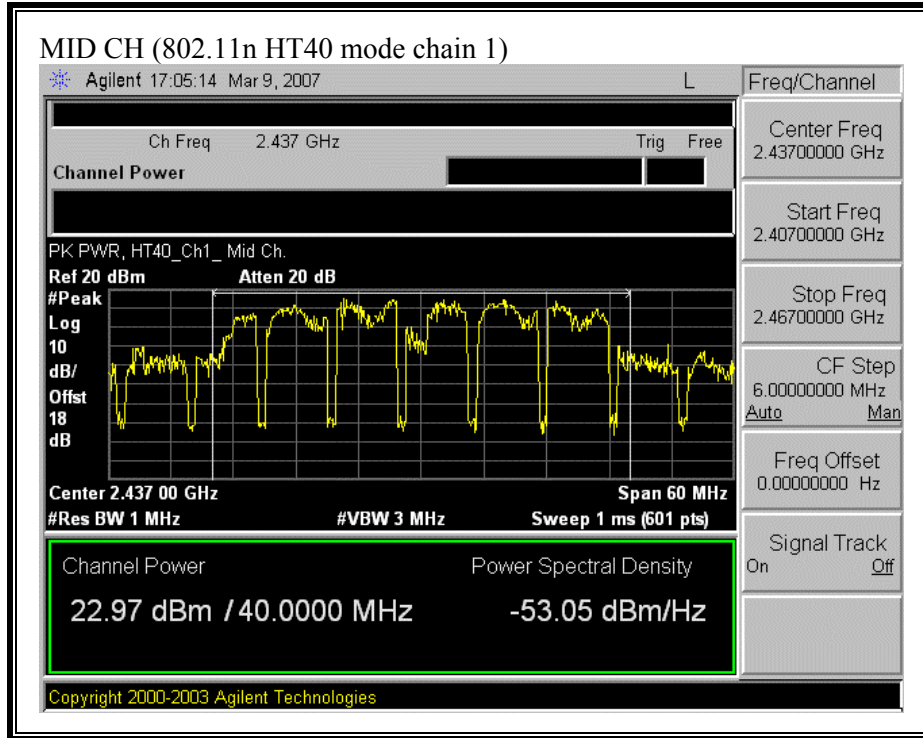 MID CH (802.11n HT40 mode chain 1)
Agilent 17:05:14 Mar 9, 2007 L
Freq/Channel
Ch Freq 2.437 GHz Trig Free
Channel Power
Center Freq
2.43700000 GHz
Start Freq
2.40700000 GHz
Stop Freq
2.46700000 GHz
CF Step
6.00000000 MHz
Auto Man
Freq Offset
0.00000000 Hz
Signal Track
On Off
PK PWR, HT40_Ch1_ Mid Ch.
Ref 20 dBm Atten 20 dB
#Peak
Log
10
dB/
Offst
18
dB
Center 2.437 00 GHz Span 60 MHz
#Res BW 1 MHz #VBW 3 MHz Sweep 1 ms (601 pts)
Channel Power Power Spectral Density
22.97 dBm / 40.0000 MHz -53.05 dBm/Hz
Copyright 2000-2003 Agilent Technologies